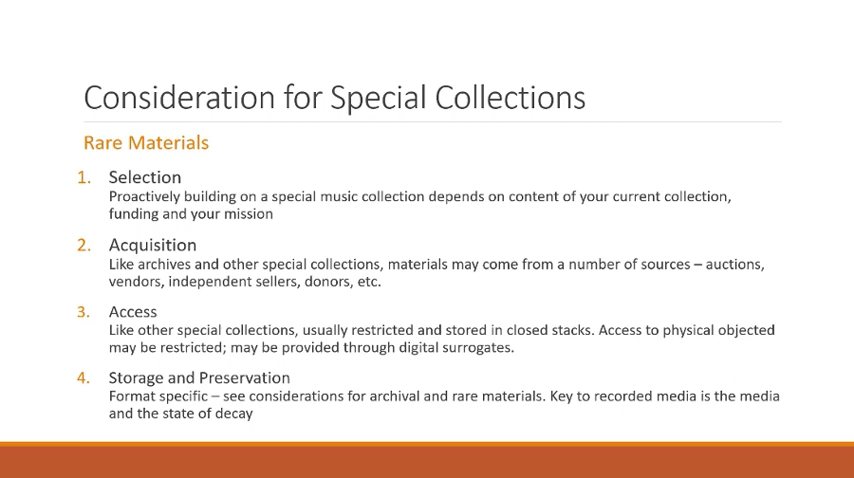 Consideration for Special Collections
Rare Materials
1. Selection
Proactively building on a special music collection depends on content of your current collection,
funding and your mission
2. Acquisition
Like archives and other special collections, materials may come from a number of sources – auctions,
vendors, independent sellers, donors, etc.
3. Access
Like other special collections, usually restricted and stored in closed stacks. Access to physical objected
may be restricted; may be provided through digital surrogates.
4. Storage and Preservation
Format specific – see considerations for archival and rare materials. Key to recorded media is the media
and the state of decay